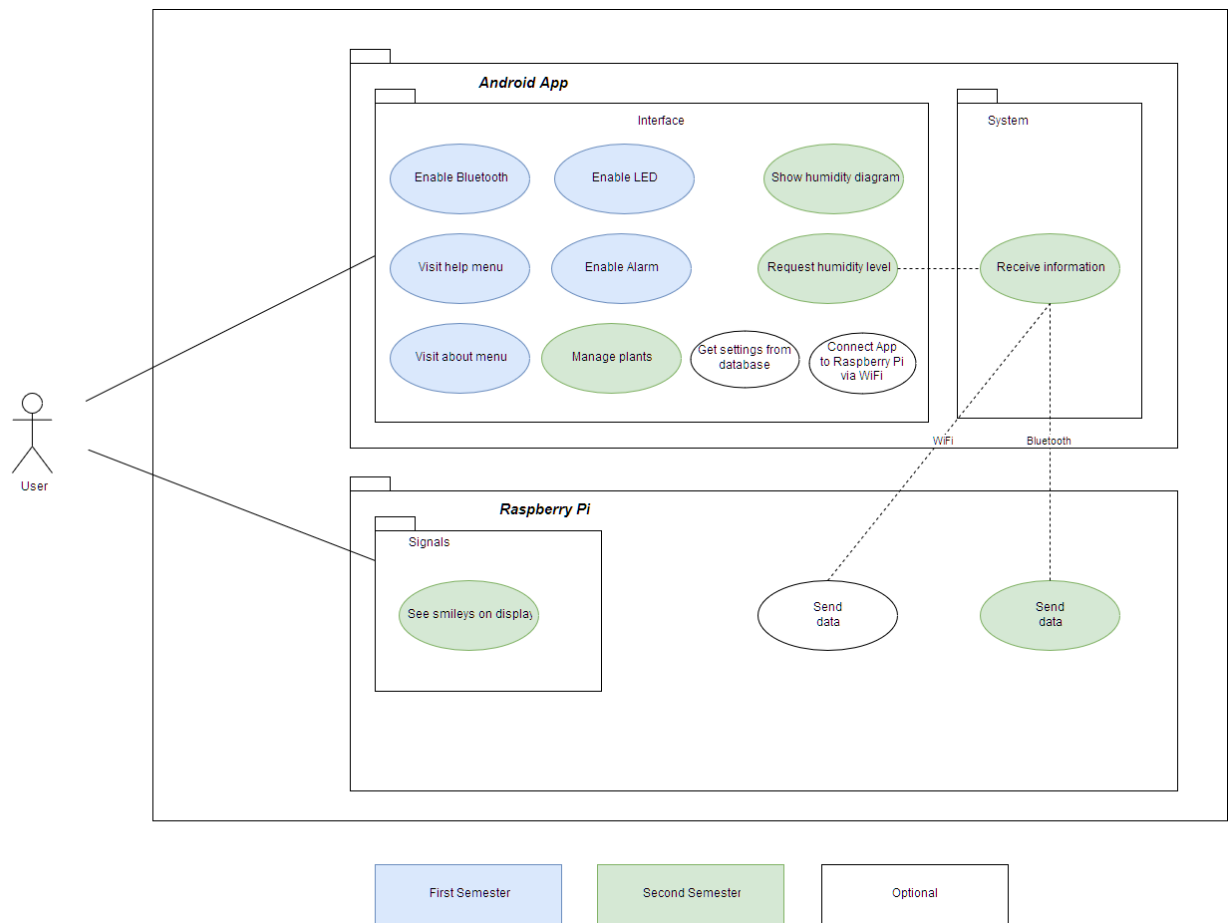 Android App
Interface
System
Enable Bluetooth
Enable LED
Show humidity diagram
Visit help menu
Enable Alarm
Request humidity level
Receive information
Visit about menu
Manage plants
Get settings from
database
Connect App
to Raspberry Pi
via WiFi
User
WiFi
Bluetooth
Raspberry Pi
Signals
See smileys on display
Send
data
Send
data
First Semester
Second Semester
Optional